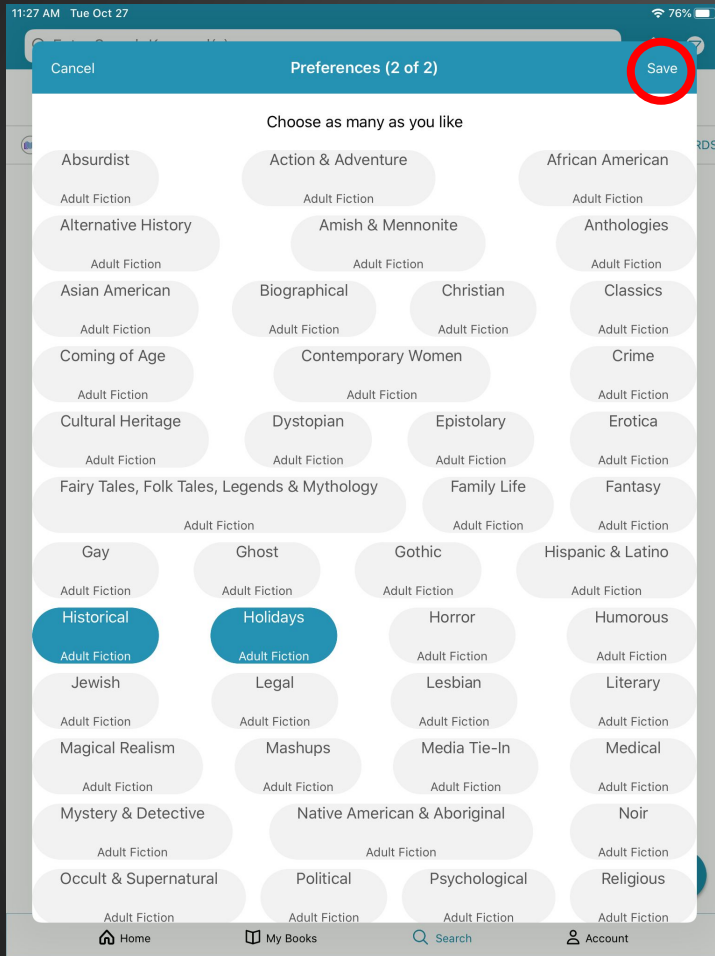 11:27 AM Tue Oct 27 76%
Cancel Preferences (2 of 2) Save
Choose as many as you like
RDS
Absurdist Action & Adventure African American
Adult Fiction Adult Fiction Adult Fiction
Alternative History Amish & Mennonite Anthologies
Adult Fiction Adult Fiction Adult Fiction
Asian American Biographical Christian Classics
Adult Fiction Adult Fiction Adult Fiction Adult Fiction
Coming of Age Contemporary Women Crime
Adult Fiction Adult Fiction Adult Fiction
Cultural Heritage Dystopian Epistolary Erotica
Adult Fiction Adult Fiction Adult Fiction Adult Fiction
Fairy Tales, Folk Tales, Legends & Mythology Family Life Fantasy
Adult Fiction Adult Fiction Adult Fiction
Gay Ghost Gothic Hispanic & Latino
Adult Fiction Adult Fiction Adult Fiction Adult Fiction
Historical Holidays Horror Humorous
Adult Fiction Adult Fiction Adult Fiction Adult Fiction
Jewish Legal Lesbian Literary
Adult Fiction Adult Fiction Adult Fiction Adult Fiction
Magical Realism Mashups Media Tie-In Medical
Adult Fiction Adult Fiction Adult Fiction Adult Fiction
Mystery & Detective Native American & Aboriginal Noir
Adult Fiction Adult Fiction Adult Fiction
Occult & Supernatural Political Psychological Religious
Adult Fiction Adult Fiction Adult Fiction Adult Fiction
Home My Books Search Account